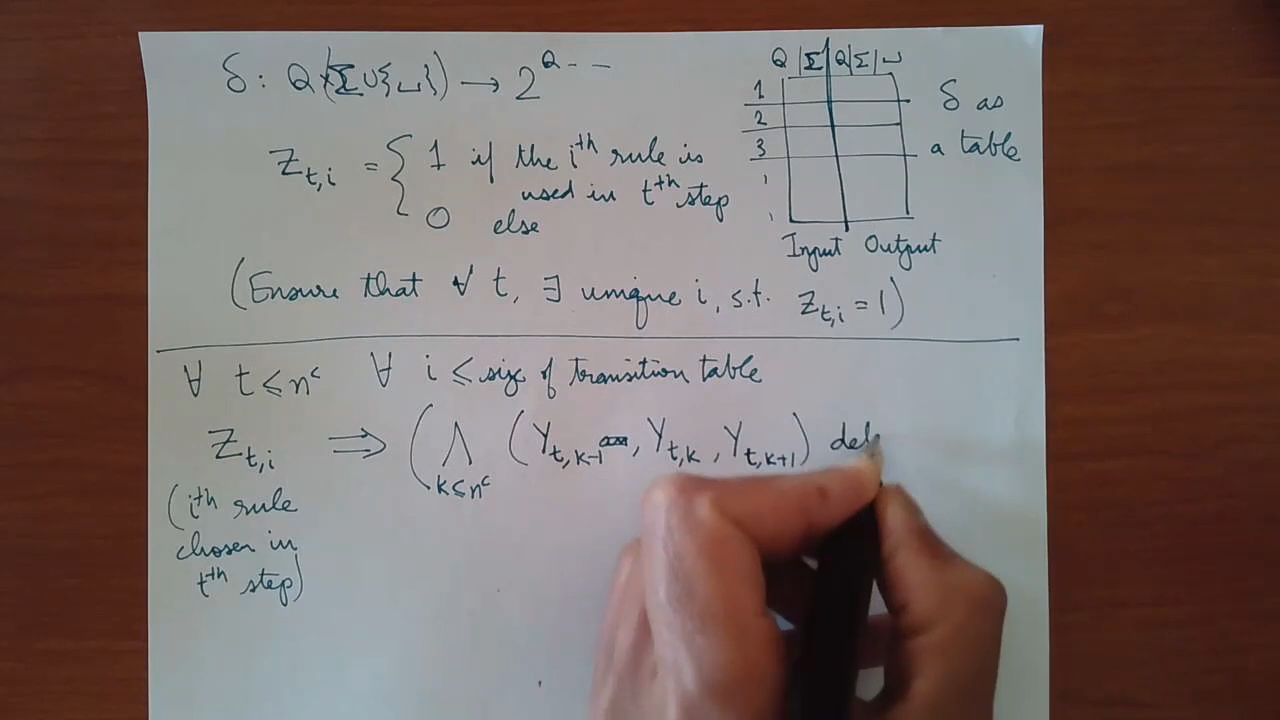 δ : Q × (Σ ∪ {␣}) → 2^Q - - -
Z_{t,i} = { 1 if the i^th rule is
used in t^th step
0 else
Q | Σ | Q | Σ | ␣
1
2
3
δ as
a table
Input Output
(Ensure that ∀ t, ∃ unique i, s.t. Z_{t,i} = 1)
∀ t ≤ n^c ∀ i ≤ size of transition table
Z_{t,i} ⇒ ( ∧_{k≤n^c} (Y_{t,k-1}, Y_{t,k}, Y_{t,k+1})
(i^th rule
chosen in
t^th step)